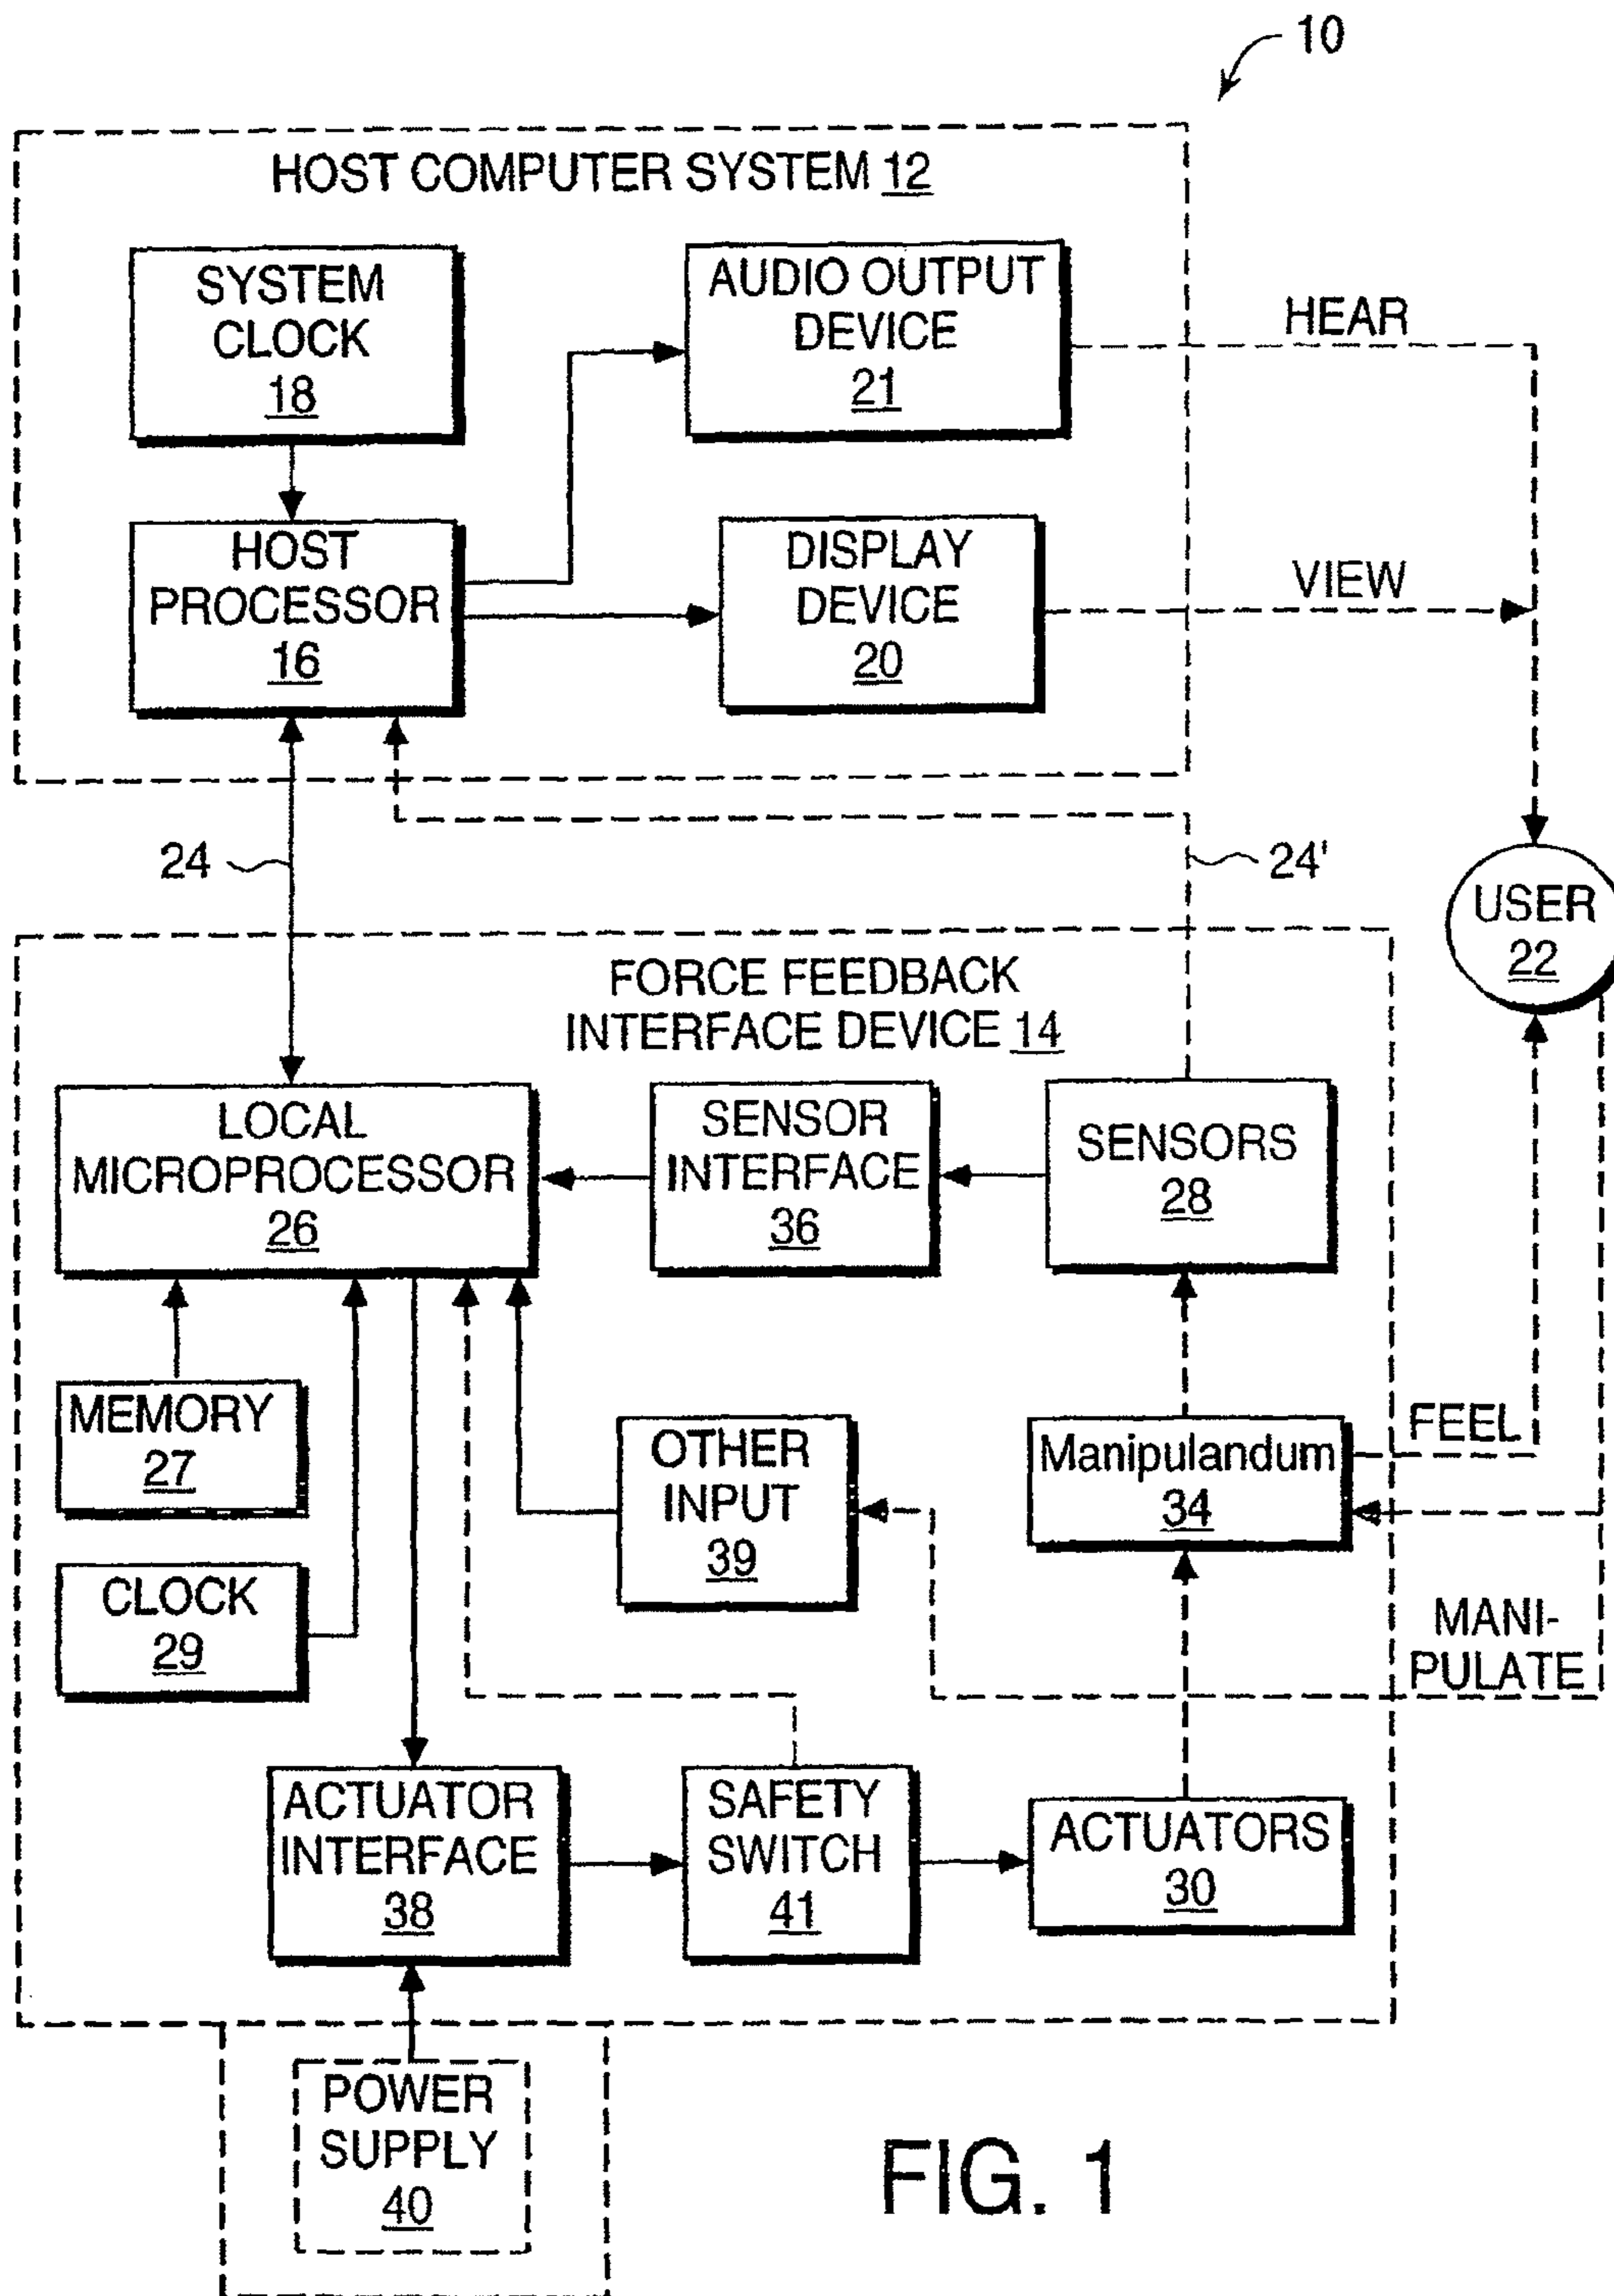 10
HOST COMPUTER SYSTEM 12
SYSTEM
CLOCK
18
AUDIO OUTPUT
DEVICE
21
HEAR
HOST
PROCESSOR
16
DISPLAY
DEVICE
20
VIEW
24
24'
USER
22
FORCE FEEDBACK
INTERFACE DEVICE 14
LOCAL
MICROPROCESSOR
26
SENSOR
INTERFACE
36
SENSORS
28
MEMORY
27
OTHER
INPUT
39
Manipulandum
34
FEEL
CLOCK
29
MANI-
PULATE
ACTUATOR
INTERFACE
38
SAFETY
SWITCH
41
ACTUATORS
30
POWER
SUPPLY
40
FIG. 1